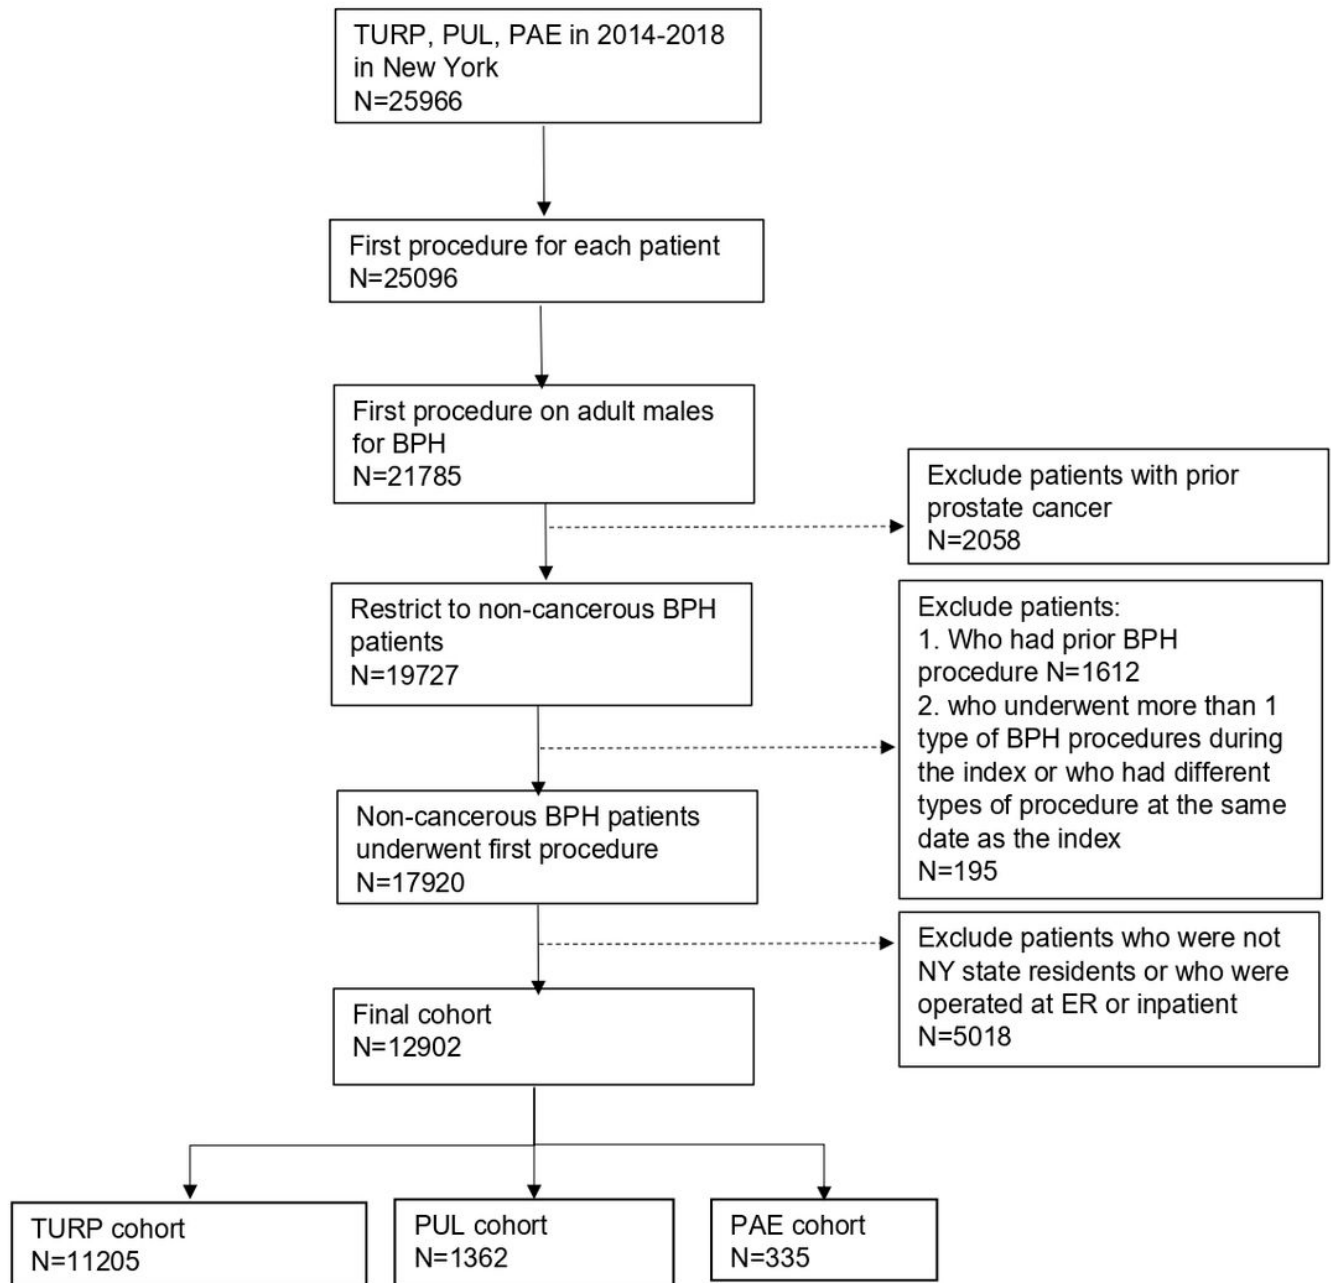 TURP, PUL, PAE in 2014-2018
in New York
N=25966
First procedure for each patient
N=25096
First procedure on adult males
for BPH
N=21785
Exclude patients with prior
prostate cancer
N=2058
Restrict to non-cancerous BPH
patients
N=19727
Exclude patients:
1. Who had prior BPH
procedure N=1612
2. who underwent more than 1
type of BPH procedures during
the index or who had different
types of procedure at the same
date as the index
N=195
Non-cancerous BPH patients
underwent first procedure
N=17920
Exclude patients who were not
NY state residents or who were
operated at ER or inpatient
N=5018
Final cohort
N=12902
TURP cohort
N=11205
PUL cohort
N=1362
PAE cohort
N=335